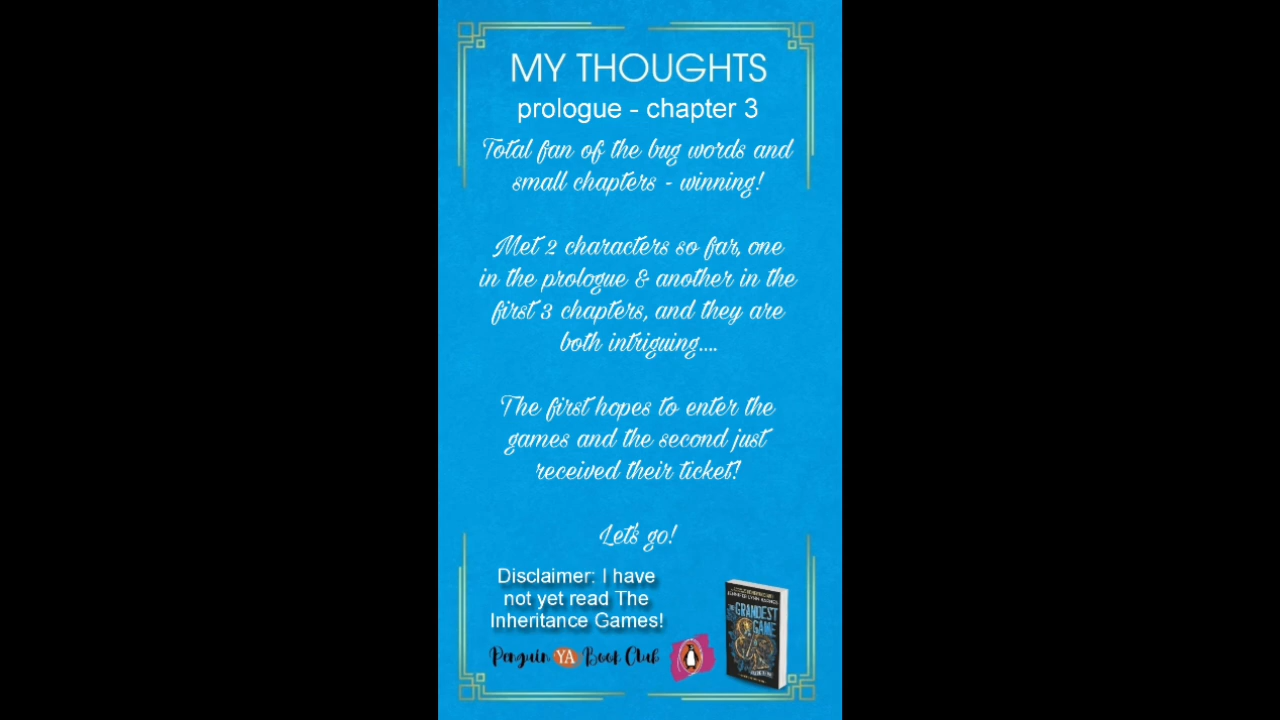 MY THOUGHTS
prologue - chapter 3
Total fan of the bug words and
small chapters - winning!
Met 2 characters so far, one
in the prologue & another in the
first 3 chapters, and they are
both intriguing....
The first hopes to enter the
games and the second just
received their ticket!
Let's go!
Disclaimer: I have
not yet read The
Inheritance Games!
Penguin YA Book Club
THE
GRANDEST
GAME